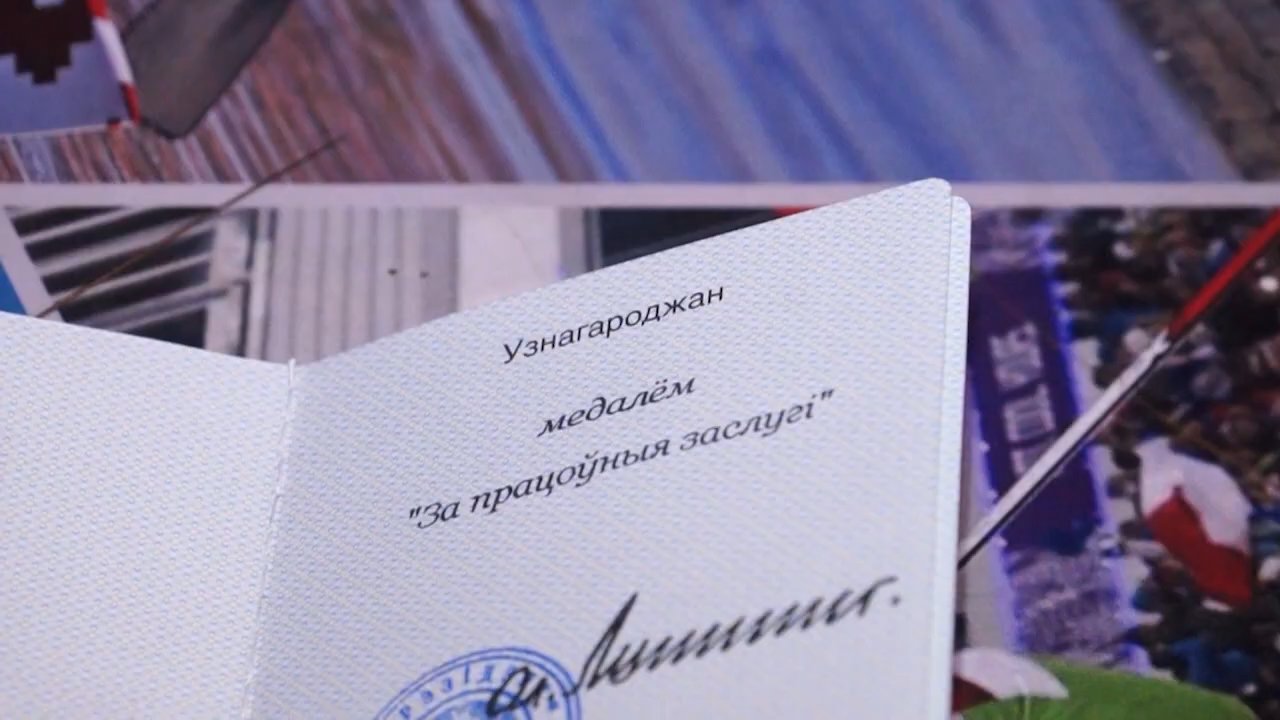 Узнагароджан
медалём
"За працоўныя заслугі"